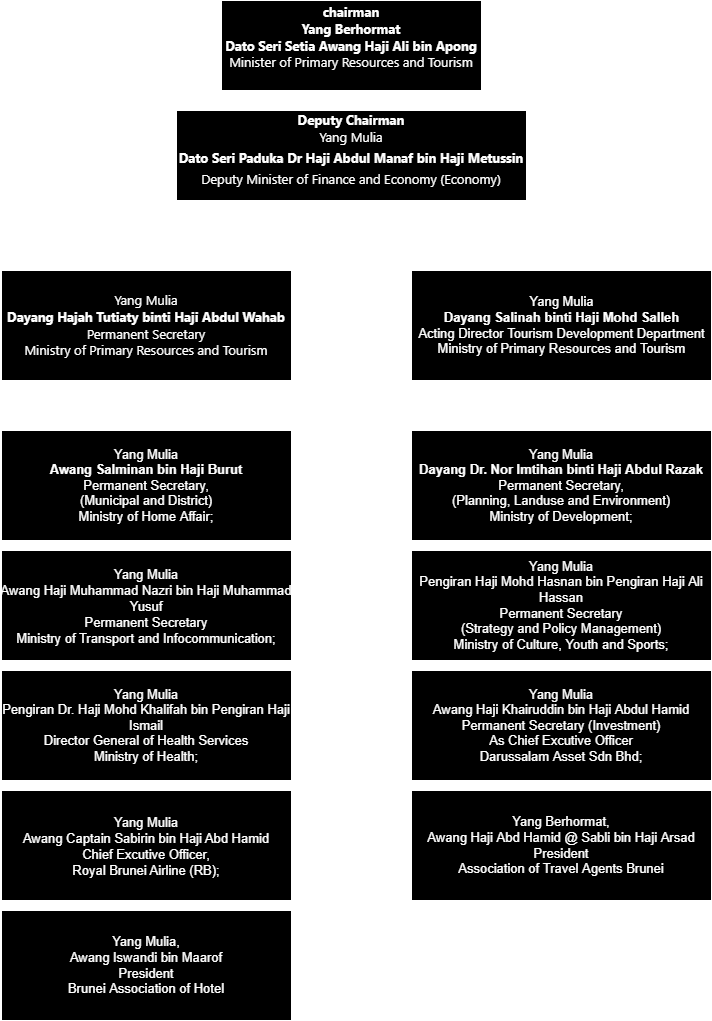 chairman
Yang Berhormat
Dato Seri Setia Awang Haji Ali bin Apong
Minister of Primary Resources and Tourism
Deputy Chairman
Yang Mulia
Dato Seri Paduka Dr Haji Abdul Manaf bin Haji Metussin
Deputy Minister of Finance and Economy (Economy)
Yang Mulia
Dayang Hajah Tutiaty binti Haji Abdul Wahab
Permanent Secretary
Ministry of Primary Resources and Tourism
Yang Mulia
Dayang Salinah binti Haji Mohd Salleh
Acting Director Tourism Development Department
Ministry of Primary Resources and Tourism
Yang Mulia
Awang Salminan bin Haji Burut
Permanent Secretary,
(Municipal and District)
Ministry of Home Affair;
Yang Mulia
Dayang Dr. Nor Imtihan binti Haji Abdul Razak
Permanent Secretary,
(Planning, Landuse and Environment)
Ministry of Development;
Yang Mulia
Awang Haji Muhammad Nazri bin Haji Muhammad
Yusuf
Permanent Secretary
Ministry of Transport and Infocommunication;
Yang Mulia
Pengiran Haji Mohd Hasnan bin Pengiran Haji Ali
Hassan
Permanent Secretary
(Strategy and Policy Management)
Ministry of Culture, Youth and Sports;
Yang Mulia
Pengiran Dr. Haji Mohd Khalifah bin Pengiran Haji
Ismail
Director General of Health Services
Ministry of Health;
Yang Mulia
Awang Haji Khairuddin bin Haji Abdul Hamid
Permanent Secretary (Investment)
As Chief Excutive Officer
Darussalam Asset Sdn Bhd;
Yang Mulia
Awang Captain Sabirin bin Haji Abd Hamid
Chief Excutive Officer,
Royal Brunei Airline (RB);
Yang Berhormat,
Awang Haji Abd Hamid @ Sabli bin Haji Arsad
President
Association of Travel Agents Brunei
Yang Mulia,
Awang Iswandi bin Maarof
President
Brunei Association of Hotel